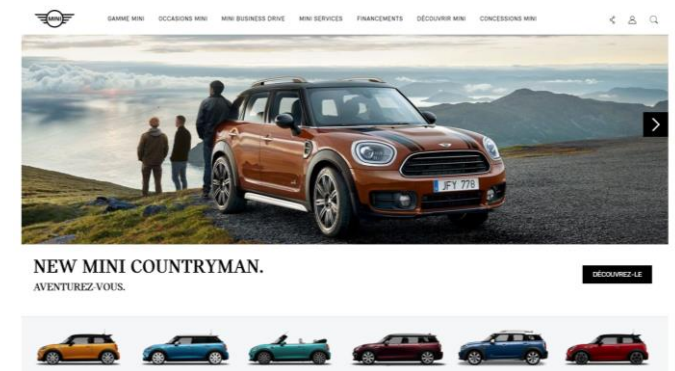 MINI
GAMME MINI OCCASIONS MINI MINI BUSINESS DRIVE MINI SERVICES FINANCEMENTS DÉCOUVRIR MINI CONCESSIONS MINI
JFY 778
NEW MINI COUNTRYMAN.
AVENTUREZ-VOUS.
DÉCOUVREZ-LE